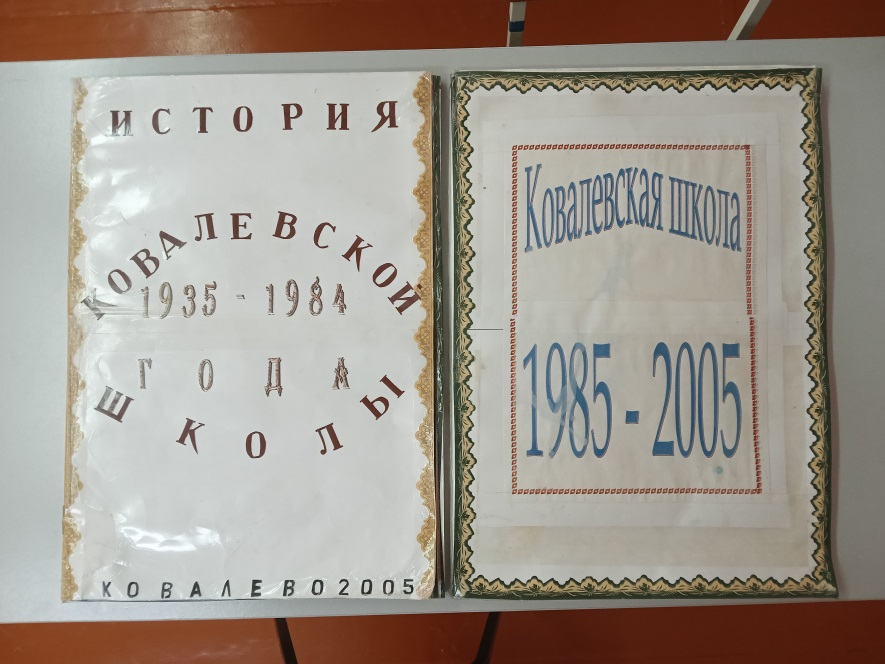 ИСТОРИЯ
КОВАЛЕВСКОЙ
1935 - 1984
ГОДА
ШКОЛЫ
КОВАЛЕВО2005
Ковалевская школа
1985 - 2005